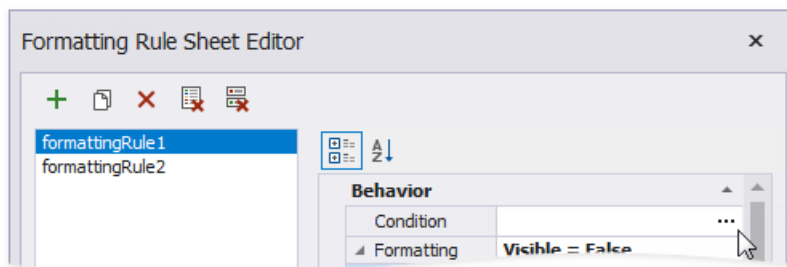 Formatting Rule Sheet Editor
formattingRule1
formattingRule2
Behavior
Condition
Formatting Visible = False